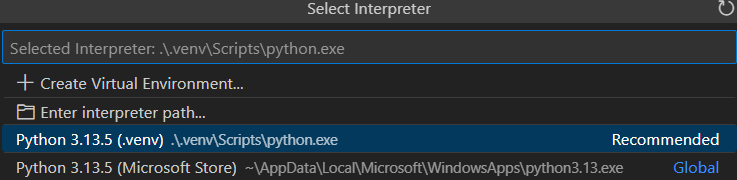 Select Interpreter
Selected Interpreter: .\.venv\Scripts\python.exe
+ Create Virtual Environment...
Enter interpreter path...
Python 3.13.5 (.venv) .\.venv\Scripts\python.exe Recommended
Python 3.13.5 (Microsoft Store) ~\AppData\Local\Microsoft\WindowsApps\python3.13.exe Global